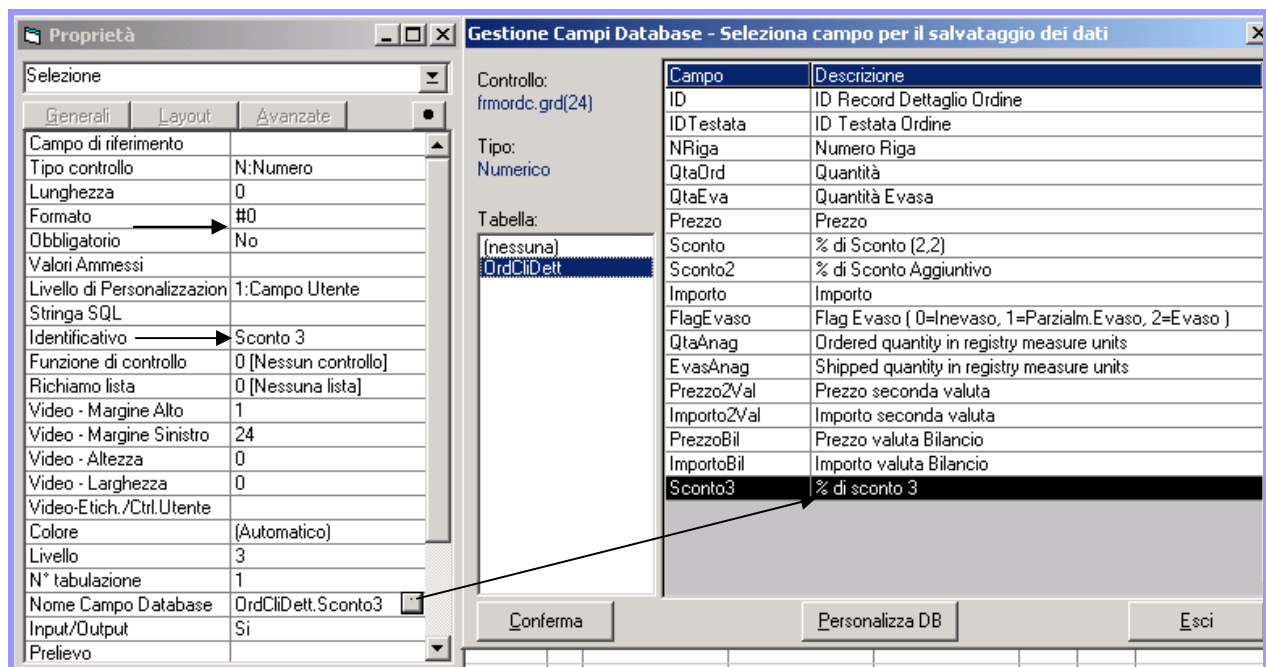 Proprietà
Selezione
Generali Layout Avanzate
Campo di riferimento
Tipo controllo N:Numero
Lunghezza 0
Formato #0
Obbligatorio No
Valori Ammessi
Livello di Personalizzazion 1:Campo Utente
Stringa SQL
Identificativo Sconto 3
Funzione di controllo 0 [Nessun controllo]
Richiamo lista 0 [Nessuna lista]
Video - Margine Alto 1
Video - Margine Sinistro 24
Video - Altezza 0
Video - Larghezza 0
Video-Etich./Ctrl.Utente
Colore (Automatico)
Livello 3
N° tabulazione 1
Nome Campo Database OrdCliDett.Sconto3
Input/Output Si
Prelievo
Gestione Campi Database - Seleziona campo per il salvataggio dei dati
Controllo:
frmordc.grd(24)
Tipo:
Numerico
Tabella:
(nessuna)
OrdCliDett
Campo Descrizione
ID ID Record Dettaglio Ordine
IDTestata ID Testata Ordine
NRiga Numero Riga
QtaOrd Quantità
QtaEva Quantità Evasa
Prezzo Prezzo
Sconto % di Sconto (2,2)
Sconto2 % di Sconto Aggiuntivo
Importo Importo
FlagEvaso Flag Evaso ( 0=Inevaso, 1=Parzialm.Evaso, 2=Evaso )
QtaAnag Ordered quantity in registry measure units
EvasAnag Shipped quantity in registry measure units
Prezzo2Val Prezzo seconda valuta
Importo2Val Importo seconda valuta
PrezzoBil Prezzo valuta Bilancio
ImportoBil Importo valuta Bilancio
Sconto3 % di sconto 3
Conferma Personalizza DB Esci